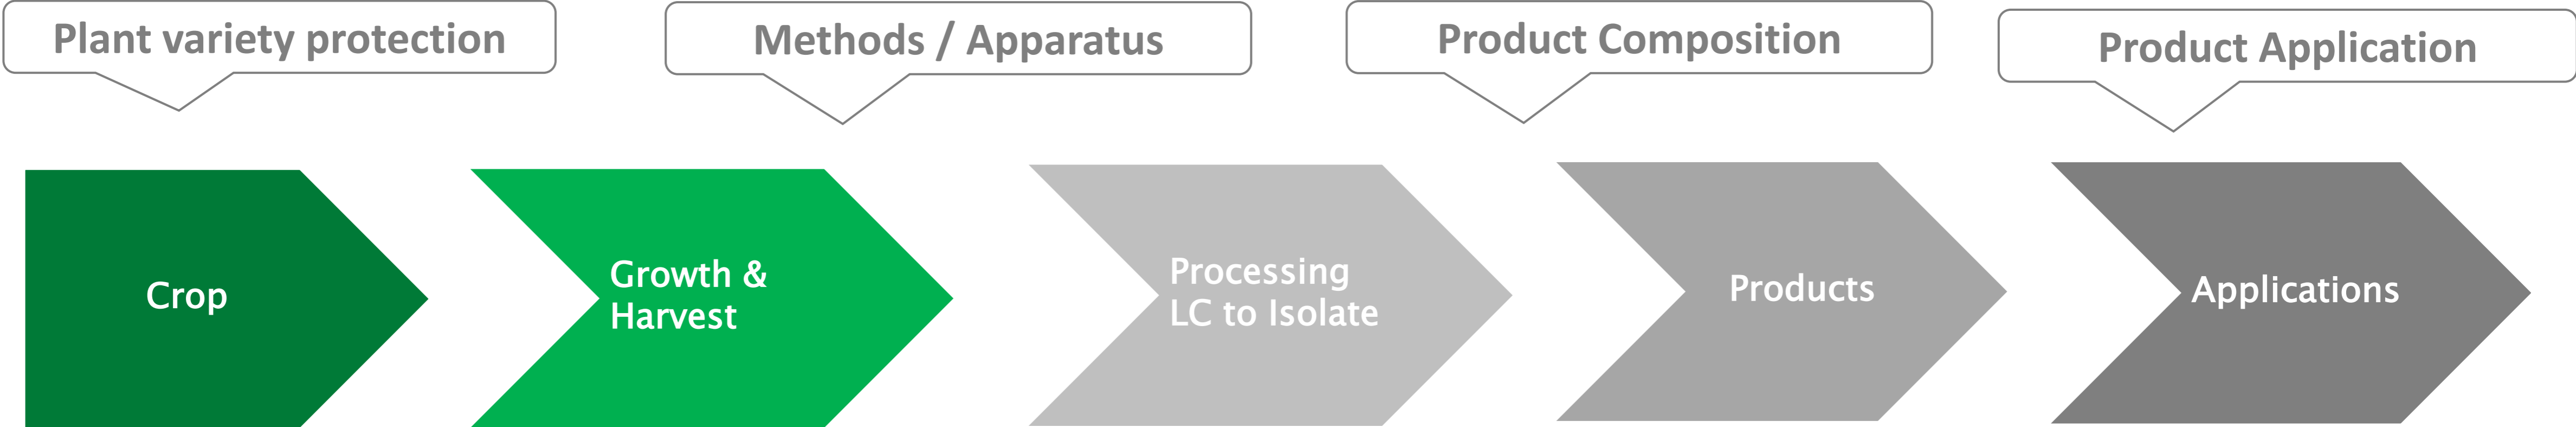 Plant variety protection
Methods / Apparatus
Product Composition
Product Application
Crop
Growth &
Harvest
Processing
LC to Isolate
Products
Applications